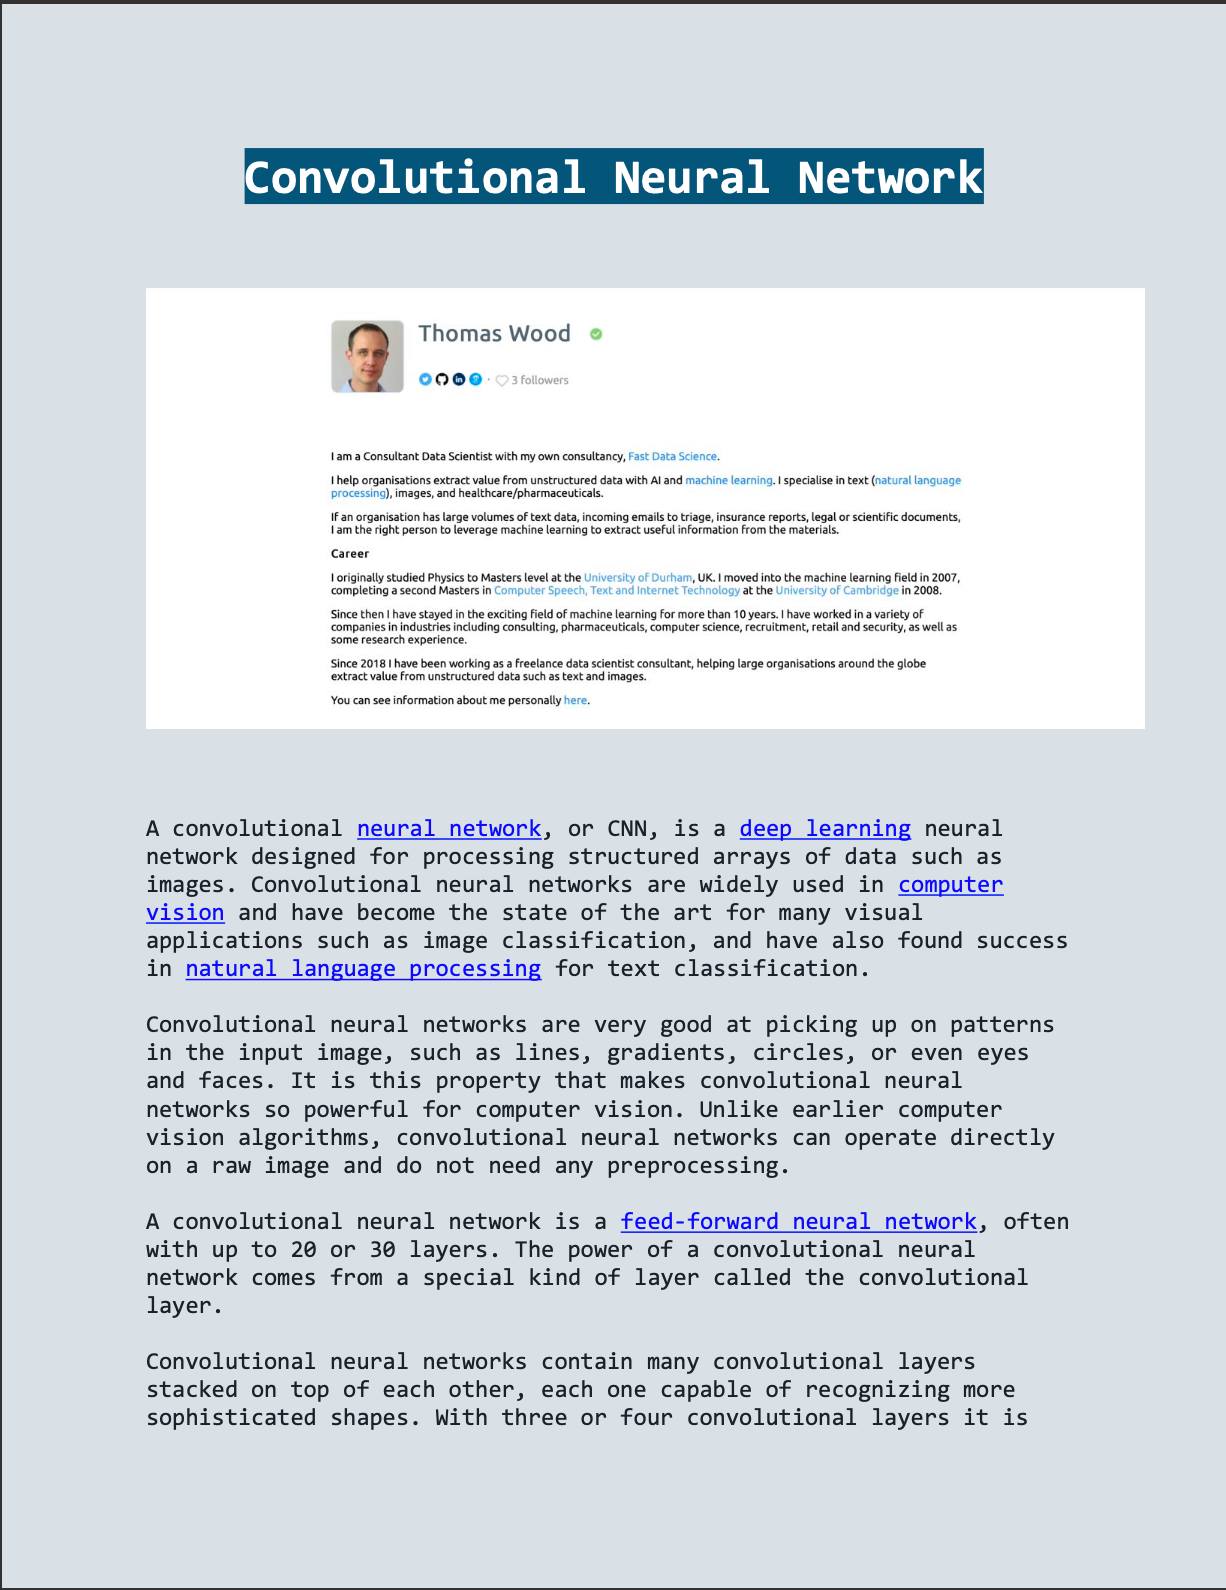 Convolutional Neural Network
Thomas Wood
· 3 followers
I am a Consultant Data Scientist with my own consultancy, Fast Data Science.
I help organisations extract value from unstructured data with AI and machine learning. I specialise in text (natural language
processing), images, and healthcare/pharmaceuticals.
If an organisation has large volumes of text data, incoming emails to triage, insurance reports, legal or scientific documents,
I am the right person to leverage machine learning to extract useful information from the materials.
Career
I originally studied Physics to Masters level at the University of Durham, UK. I moved into the machine learning field in 2007,
completing a second Masters in Computer Speech, Text and Internet Technology at the University of Cambridge in 2008.
Since then I have stayed in the exciting field of machine learning for more than 10 years. I have worked in a variety of
companies in industries including consulting, pharmaceuticals, computer science, recruitment, retail and security, as well as
some research experience.
Since 2018 I have been working as a freelance data scientist consultant, helping large organisations around the globe
extract value from unstructured data such as text and images.
You can see information about me personally here.
A convolutional neural network, or CNN, is a deep learning neural
network designed for processing structured arrays of data such as
images. Convolutional neural networks are widely used in computer
vision and have become the state of the art for many visual
applications such as image classification, and have also found success
in natural language processing for text classification.
Convolutional neural networks are very good at picking up on patterns
in the input image, such as lines, gradients, circles, or even eyes
and faces. It is this property that makes convolutional neural
networks so powerful for computer vision. Unlike earlier computer
vision algorithms, convolutional neural networks can operate directly
on a raw image and do not need any preprocessing.
A convolutional neural network is a feed-forward neural network, often
with up to 20 or 30 layers. The power of a convolutional neural
network comes from a special kind of layer called the convolutional
layer.
Convolutional neural networks contain many convolutional layers
stacked on top of each other, each one capable of recognizing more
sophisticated shapes. With three or four convolutional layers it is